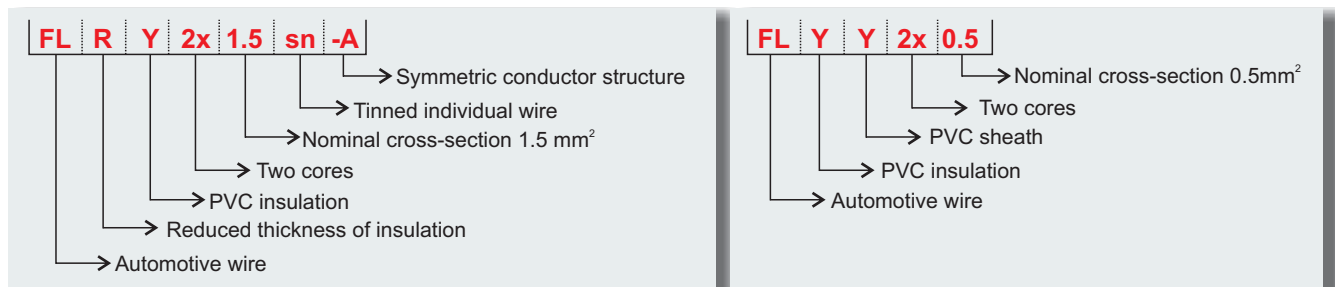 FL R Y 2x 1.5 sn -A
Symmetric conductor structure
Tinned individual wire
Nominal cross-section 1.5 mm²
Two cores
PVC insulation
Reduced thickness of insulation
Automotive wire
FL Y Y 2x 0.5
Nominal cross-section 0.5mm²
Two cores
PVC sheath
PVC insulation
Automotive wire